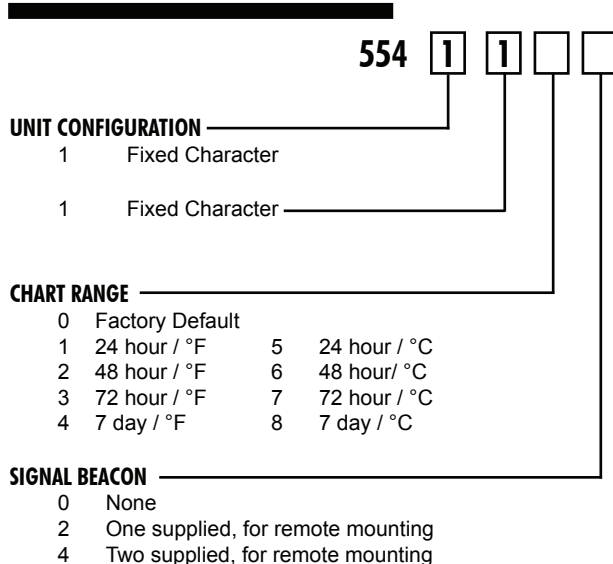 554 1 1
UNIT CONFIGURATION
1 Fixed Character
1 Fixed Character
CHART RANGE
0 Factory Default
1 24 hour / °F 5 24 hour / °C
2 48 hour / °F 6 48 hour/ °C
3 72 hour / °F 7 72 hour / °C
4 7 day / °F 8 7 day / °C
SIGNAL BEACON
0 None
2 One supplied, for remote mounting
4 Two supplied, for remote mounting